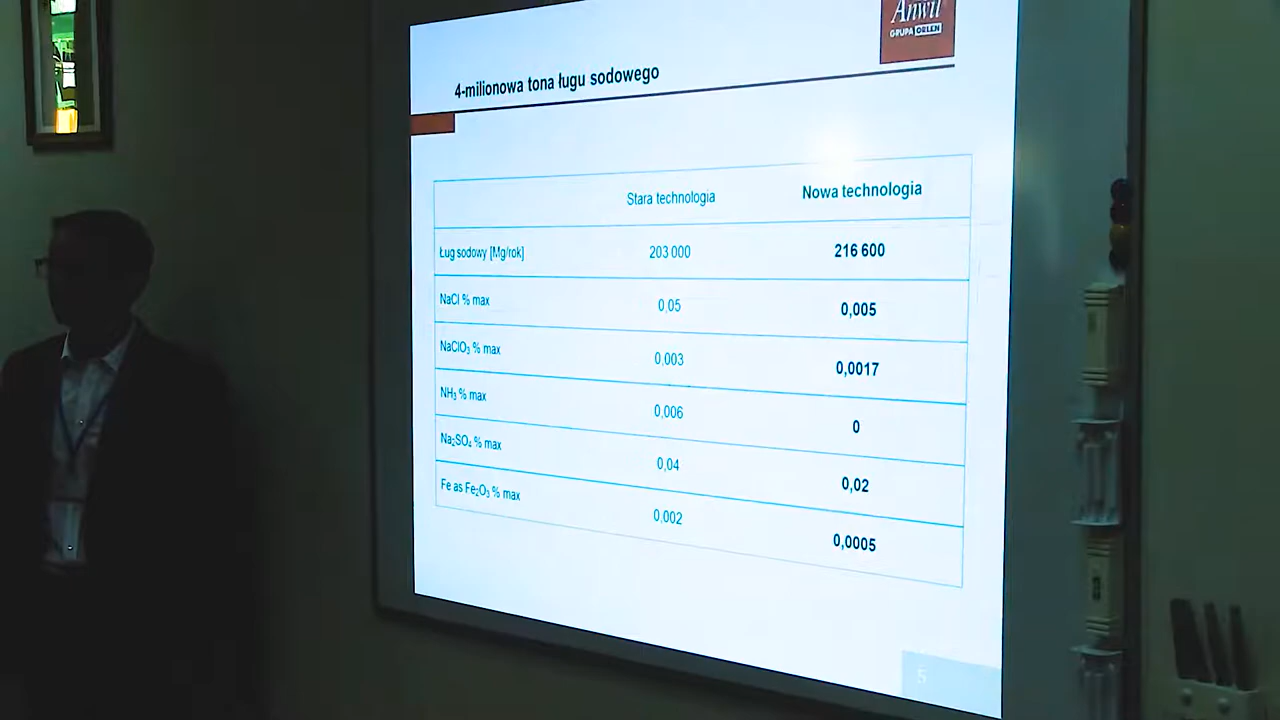 Anwil
GRUPA ORLEN
4-milionowa tona ługu sodowego
Stara technologia Nowa technologia
Ług sodowy [Mg/rok] 203 000 216 600
NaCl % max 0,05 0,005
NaClO₃ % max 0,003 0,0017
NH₃ % max 0,006 0
Na₂SO₄ % max 0,04 0,02
Fe as Fe₂O₃ % max 0,002 0,0005
5